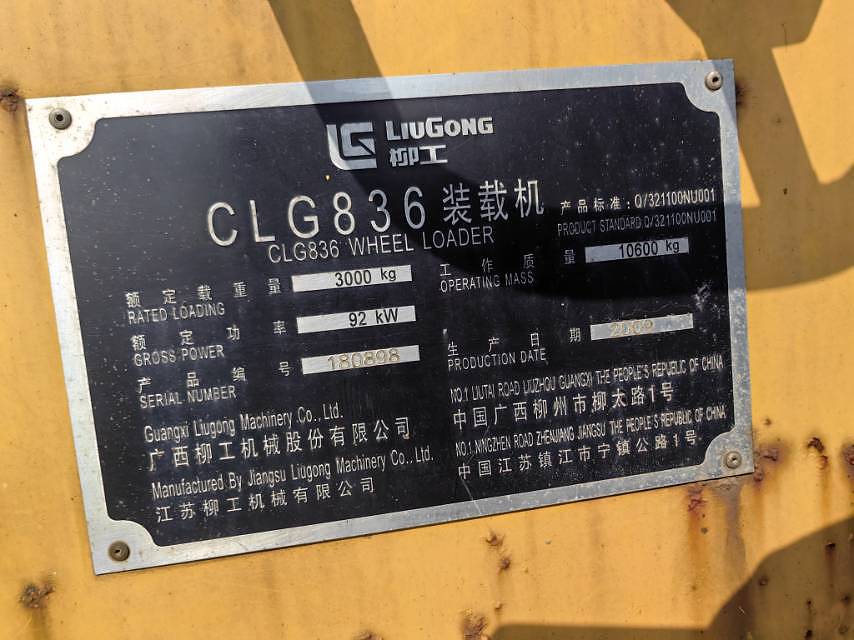 LG LIUGONG
柳工
CLG836 装载机
CLG836 WHEEL LOADER
产品标准: Q/321100NU001
PRODUCT STANDARD Q/321100NU001
额定载重量 3000 kg
RATED LOADING
工作质量 10600 kg
OPERATING MASS
额定功率 92 kW
GROSS POWER
生产日期
PRODUCTION DATE
产品编号 180898
SERIAL NUMBER
Guangxi Liugong Machinery Co., Ltd.
广西柳工机械股份有限公司
Manufactured By Jiangsu Liugong Machinery Co., Ltd.
江苏柳工机械有限公司
NO.1 LIUTAI ROAD LIUZHOU GUANGXI THE PEOPLE'S REPUBLIC OF CHINA
中国广西柳州市柳太路1号
NO.1 NINGZHEN ROAD ZHENJIANG JIANGSU THE PEOPLE'S REPUBLIC OF CHINA
中国江苏镇江市宁镇公路1号